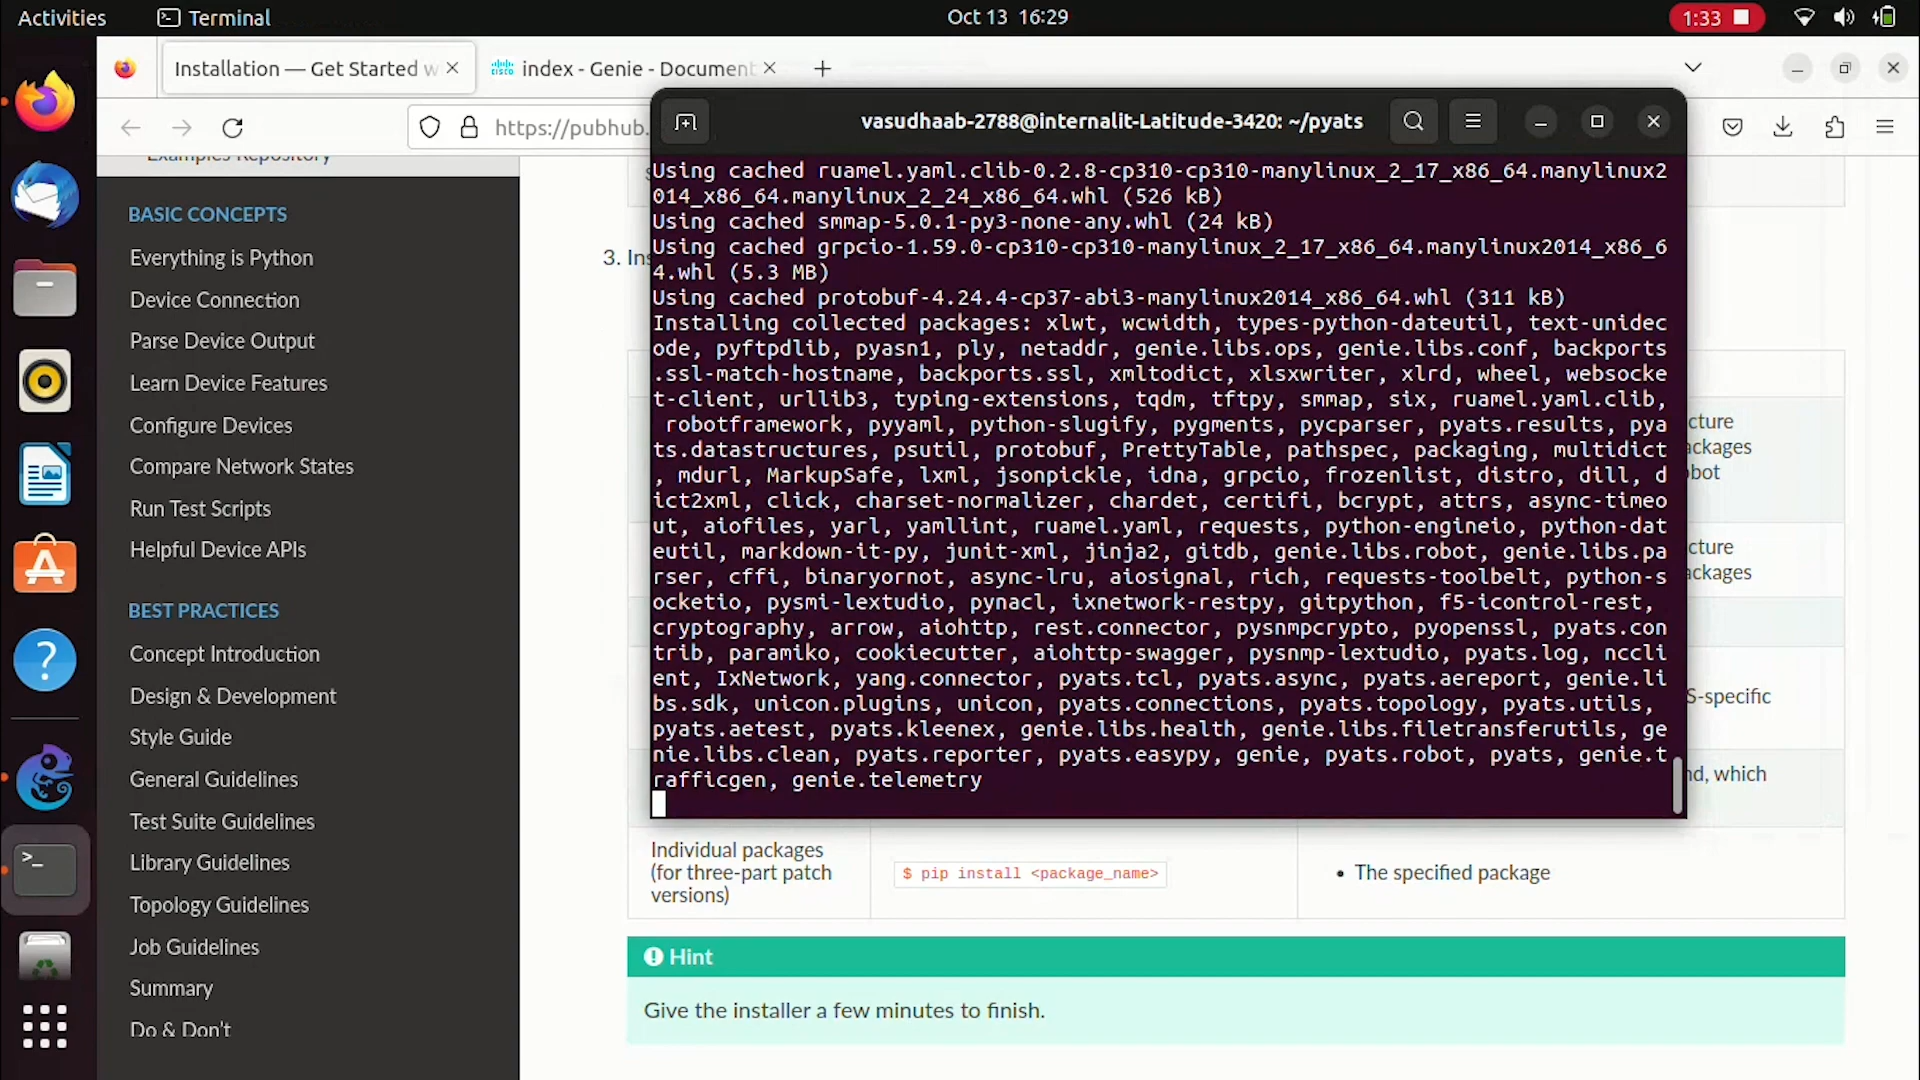 Activities
Terminal
Oct 13 16:29
1:33
Installation — Get Started w
index - Genie - Document
https://pubhub.
vasudhaab-2788@internalit-Latitude-3420: ~/pyats
Examples Repository
BASIC CONCEPTS
Everything is Python
Device Connection
Parse Device Output
Learn Device Features
Configure Devices
Compare Network States
Run Test Scripts
Helpful Device APIs
BEST PRACTICES
Concept Introduction
Design & Development
Style Guide
General Guidelines
Test Suite Guidelines
Library Guidelines
Topology Guidelines
Job Guidelines
Summary
Do & Don't
3. Ins
Using cached ruamel.yaml.clib-0.2.8-cp310-cp310-manylinux_2_17_x86_64.manylinux2
014_x86_64.manylinux_2_24_x86_64.whl (526 kB)
Using cached smmap-5.0.1-py3-none-any.whl (24 kB)
Using cached grpcio-1.59.0-cp310-cp310-manylinux_2_17_x86_64.manylinux2014_x86_6
4.whl (5.3 MB)
Using cached protobuf-4.24.4-cp37-abi3-manylinux2014_x86_64.whl (311 kB)
Installing collected packages: xlwt, wcwidth, types-python-dateutil, text-unidec
ode, pyftpdlib, pyasn1, ply, netaddr, genie.libs.ops, genie.libs.conf, backports
.ssl-match-hostname, backports.ssl, xmltodict, xlsxwriter, xlrd, wheel, websocke
t-client, urllib3, typing-extensions, tqdm, tftpy, smmap, six, ruamel.yaml.clib,
robotframework, pyyaml, python-slugify, pygments, pycparser, pyats.results, pya
ts.datastructures, psutil, protobuf, PrettyTable, pathspec, packaging, multidict
, mdurl, MarkupSafe, lxml, jsonpickle, idna, grpcio, frozenlist, distro, dill, d
ict2xml, click, charset-normalizer, chardet, certifi, bcrypt, attrs, async-timeo
ut, aiofiles, yarl, yamllint, ruamel.yaml, requests, python-engineio, python-dat
eutil, markdown-it-py, junit-xml, jinja2, gitdb, genie.libs.robot, genie.libs.pa
rser, cffi, binaryornot, async-lru, aiosignal, rich, requests-toolbelt, python-s
ocketio, pysmi-lextudio, pynacl, ixnetwork-restpy, gitpython, f5-icontrol-rest,
cryptography, arrow, aiohttp, rest.connector, pysnmpcrypto, pyopenssl, pyats.con
trib, paramiko, cookiecutter, aiohttp-swagger, pysnmp-lextudio, pyats.log, nccli
ent, IxNetwork, yang.connector, pyats.tcl, pyats.async, pyats.aereport, genie.li
bs.sdk, unicon.plugins, unicon, pyats.connections, pyats.topology, pyats.utils,
pyats.aetest, pyats.kleenex, genie.libs.health, genie.libs.filetransferutils, ge
nie.libs.clean, pyats.reporter, pyats.easypy, genie, pyats.robot, pyats, genie.t
rafficgen, genie.telemetry
cture
ackages
bot
cture
ackages
S-specific
nd, which
Individual packages
(for three-part patch
versions)
$ pip install <package_name>
• The specified package
Hint
Give the installer a few minutes to finish.